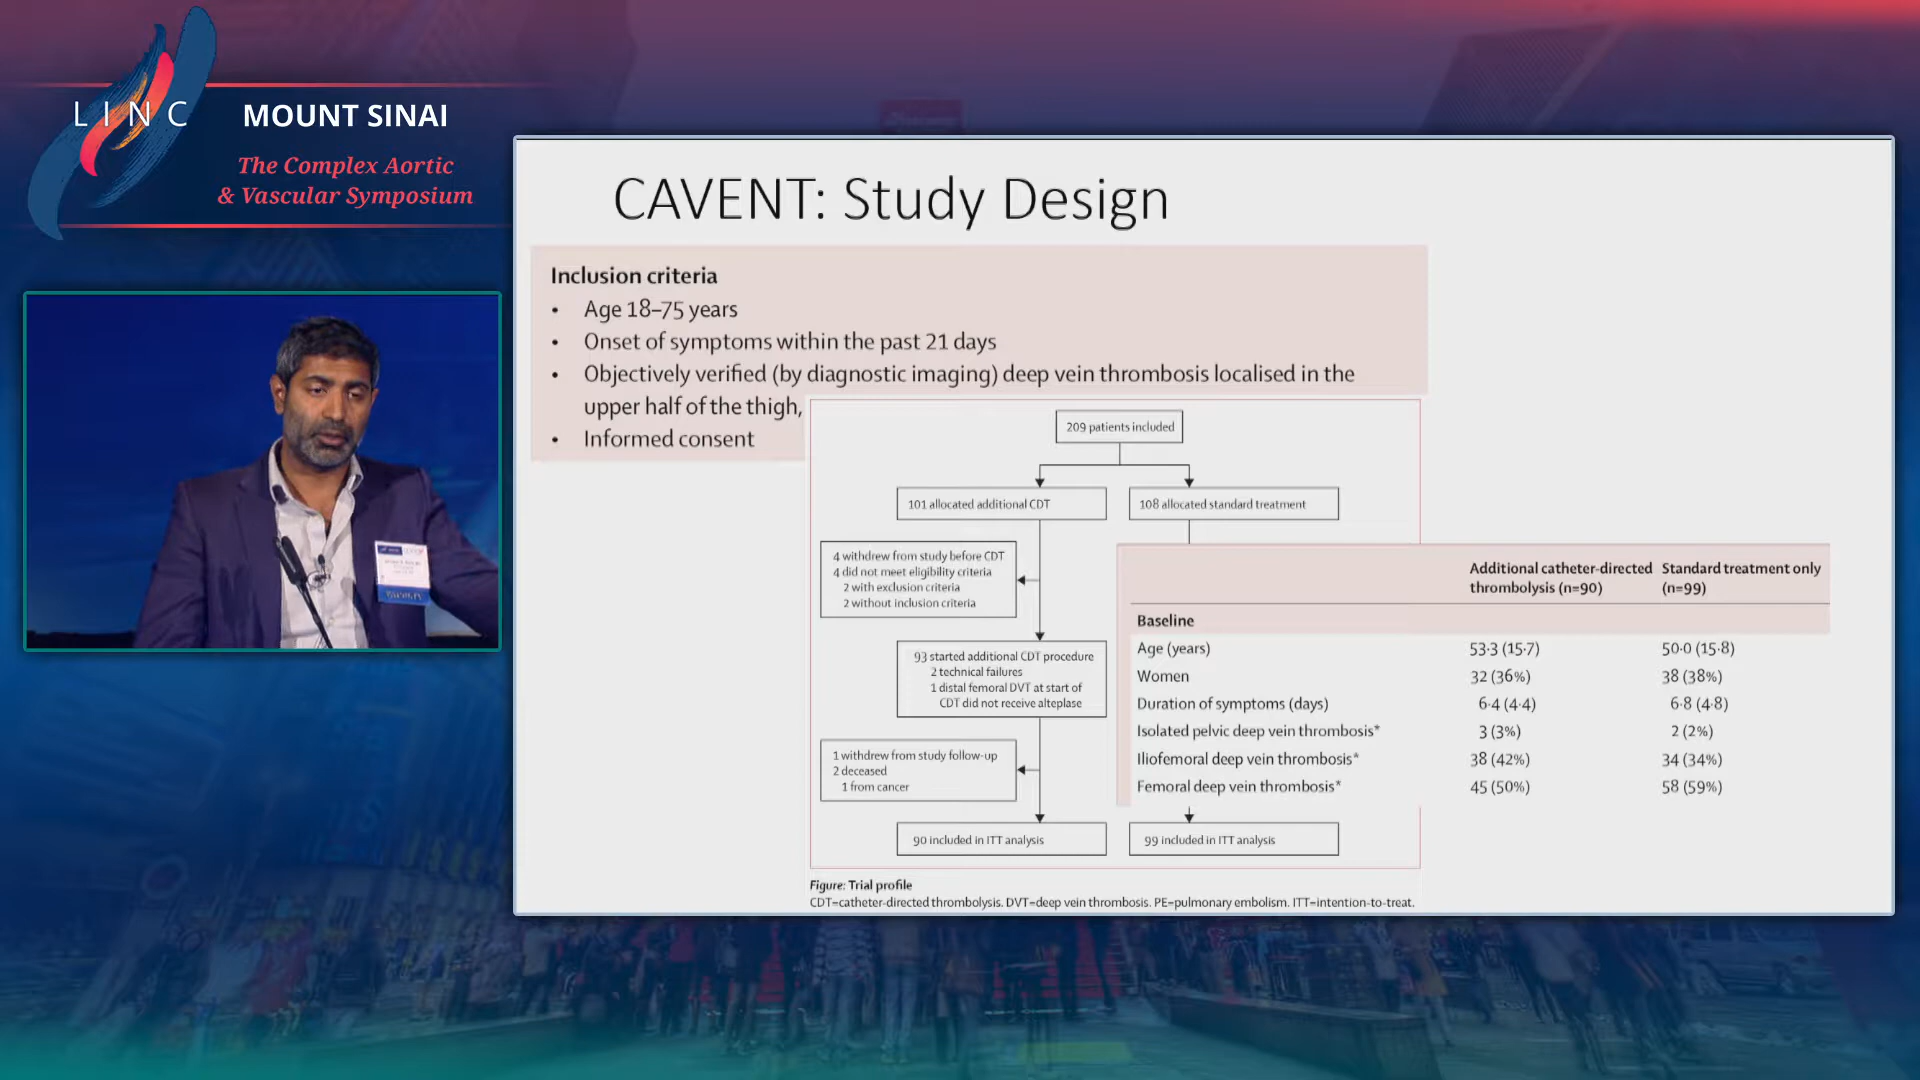 LINC
MOUNT SINAI
The Complex Aortic
& Vascular Symposium
CAVENT: Study Design
Inclusion criteria
• Age 18–75 years
• Onset of symptoms within the past 21 days
• Objectively verified (by diagnostic imaging) deep vein thrombosis localised in the
upper half of the thigh,
• Informed consent
209 patients included
101 allocated additional CDT
108 allocated standard treatment
4 withdrew from study before CDT
4 did not meet eligibility criteria
2 with exclusion criteria
2 without inclusion criteria
93 started additional CDT procedure
2 technical failures
1 distal femoral DVT at start of
CDT did not receive alteplase
1 withdrew from study follow-up
2 deceased
1 from cancer
90 included in ITT analysis
99 included in ITT analysis
Additional catheter-directed thrombolysis (n=90)
Standard treatment only (n=99)
Baseline
Age (years) 53·3 (15·7) 50·0 (15·8)
Women 32 (36%) 38 (38%)
Duration of symptoms (days) 6·4 (4·4) 6·8 (4·8)
Isolated pelvic deep vein thrombosis* 3 (3%) 2 (2%)
Iliofemoral deep vein thrombosis* 38 (42%) 34 (34%)
Femoral deep vein thrombosis* 45 (50%) 58 (59%)
Figure: Trial profile
CDT=catheter-directed thrombolysis. DVT=deep vein thrombosis. PE=pulmonary embolism. ITT=intention-to-treat.